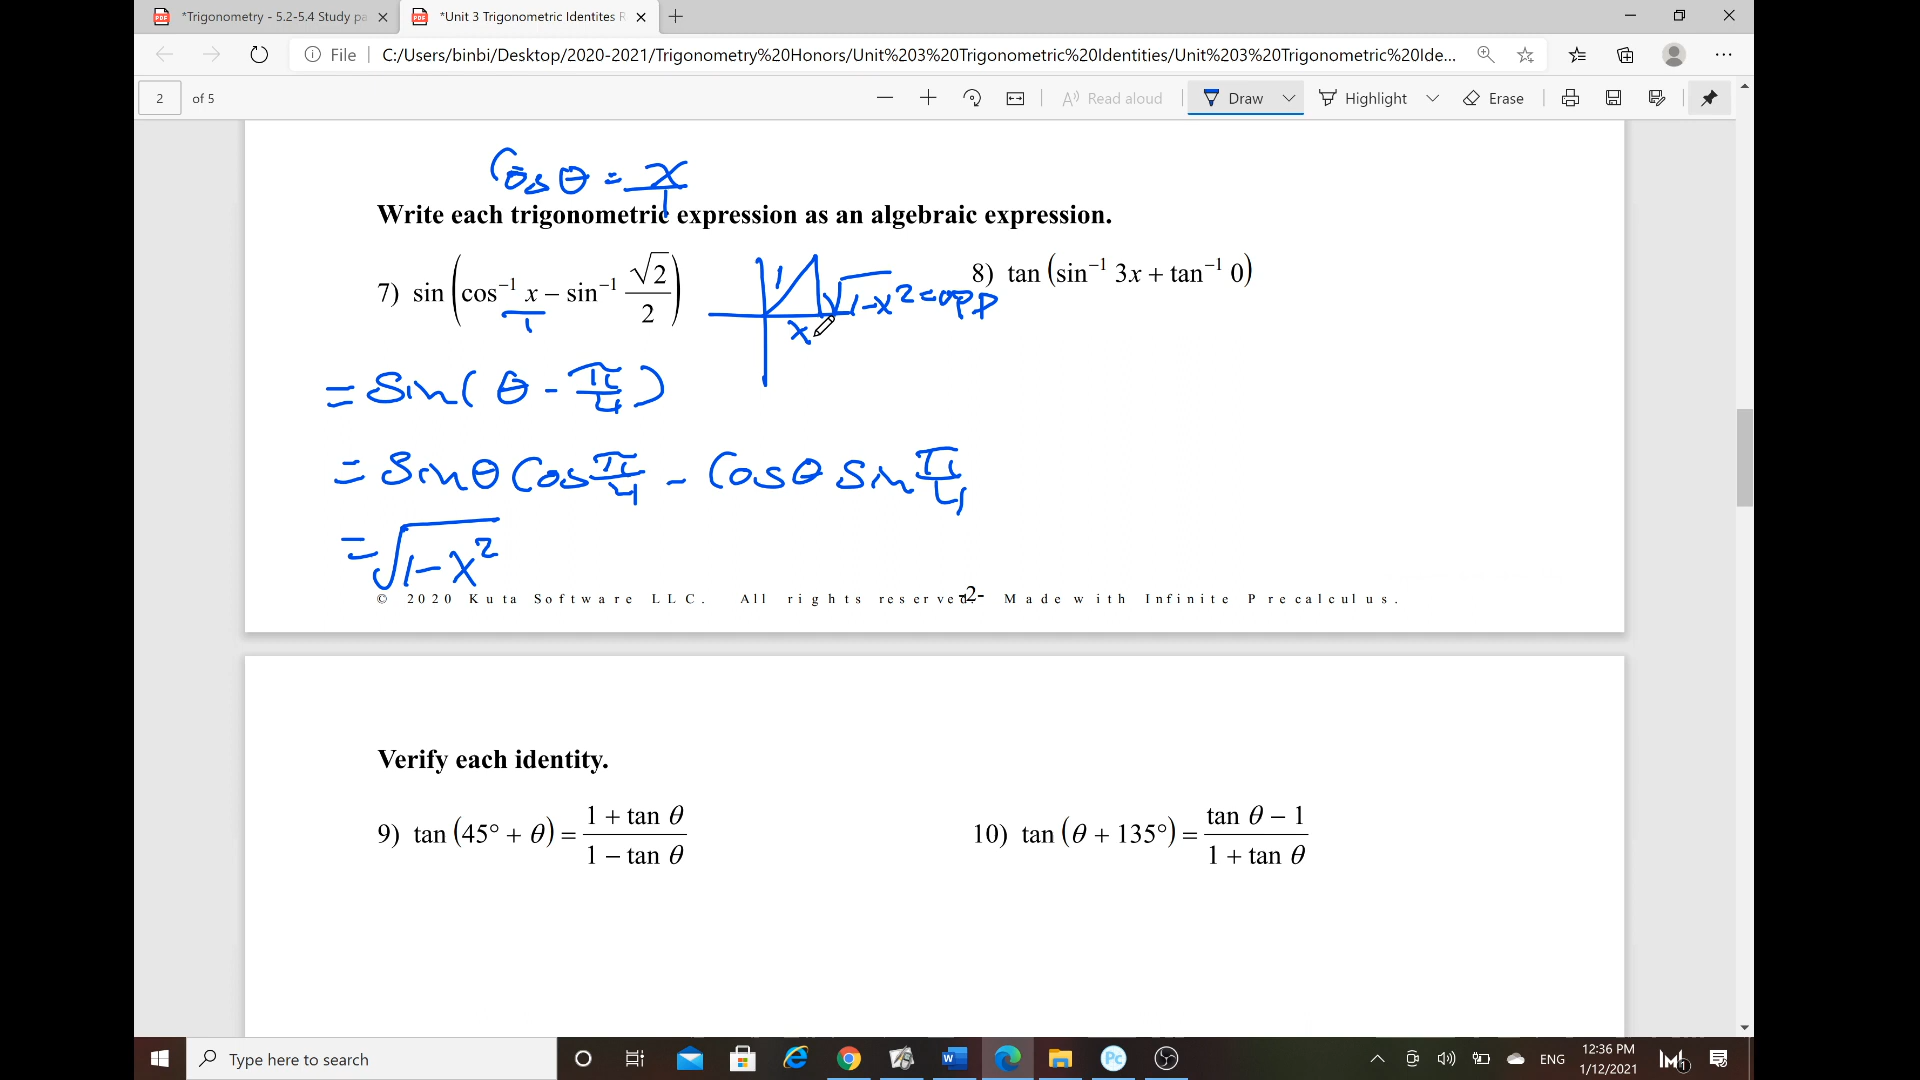 *Trigonometry - 5.2-5.4 Study pa
*Unit 3 Trigonometric Identites R
File
C:/Users/binbi/Desktop/2020-2021/Trigonometry%20Honors/Unit%203%20Trigonometric%20Identities/Unit%203%20Trigonometric%20Ide...
2 of 5
Read aloud
Draw
Highlight
Erase
Cos θ = x/1
Write each trigonometric expression as an algebraic expression.
7) sin (cos⁻¹ x − sin⁻¹ √2/2)
1
1
√1-x² = opp
x
8) tan (sin⁻¹ 3x + tan⁻¹ 0)
= Sin( θ - π/4 )
= Sinθ Cos π/4 - Cosθ Sin π/4
= √1-x²
© 2020 Kuta Software LLC. All rights reserved. -2- Made with Infinite Precalculus.
Verify each identity.
9) tan (45° + θ) = 1 + tan θ / 1 − tan θ
10) tan (θ + 135°) = tan θ − 1 / 1 + tan θ
Type here to search
ENG
12:36 PM
1/12/2021